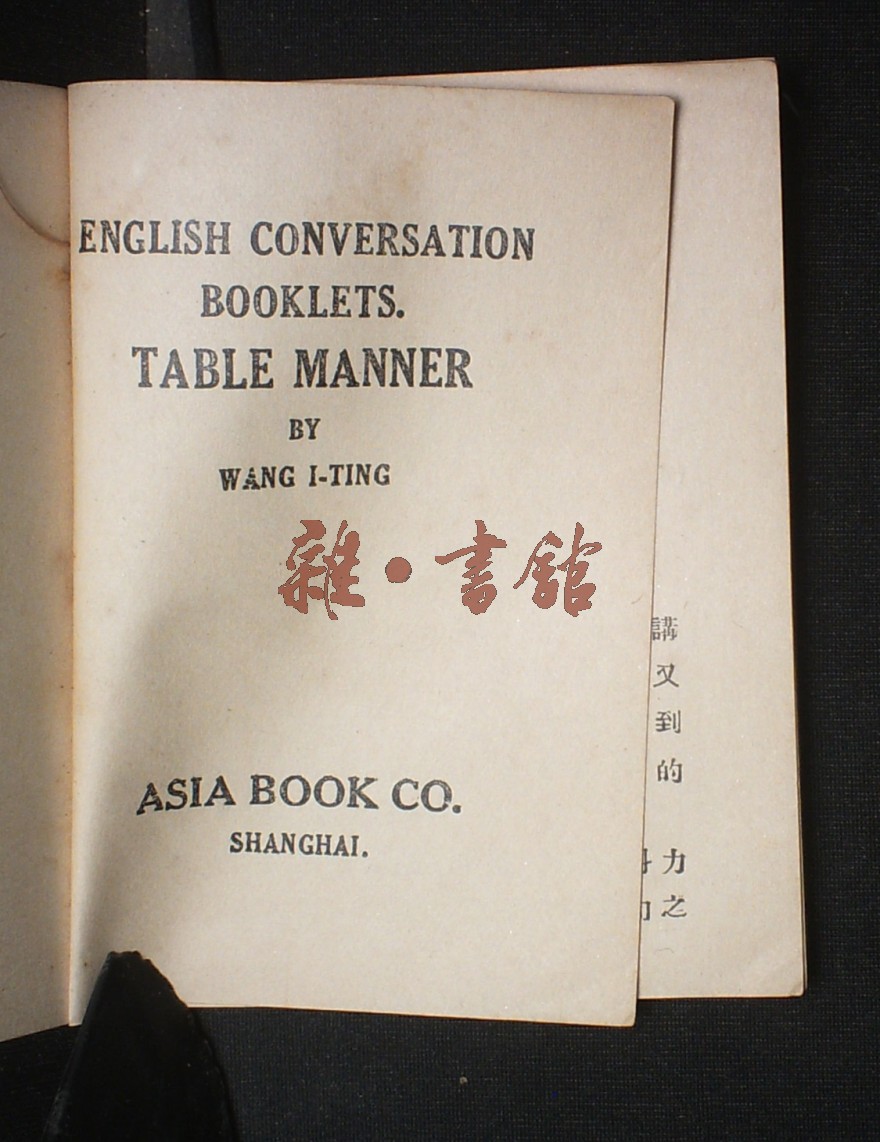 ENGLISH CONVERSATION
BOOKLETS.
TABLE MANNER
BY
WANG I-TING
雜•書館
ASIA BOOK CO.
SHANGHAI.
講又到的
力之